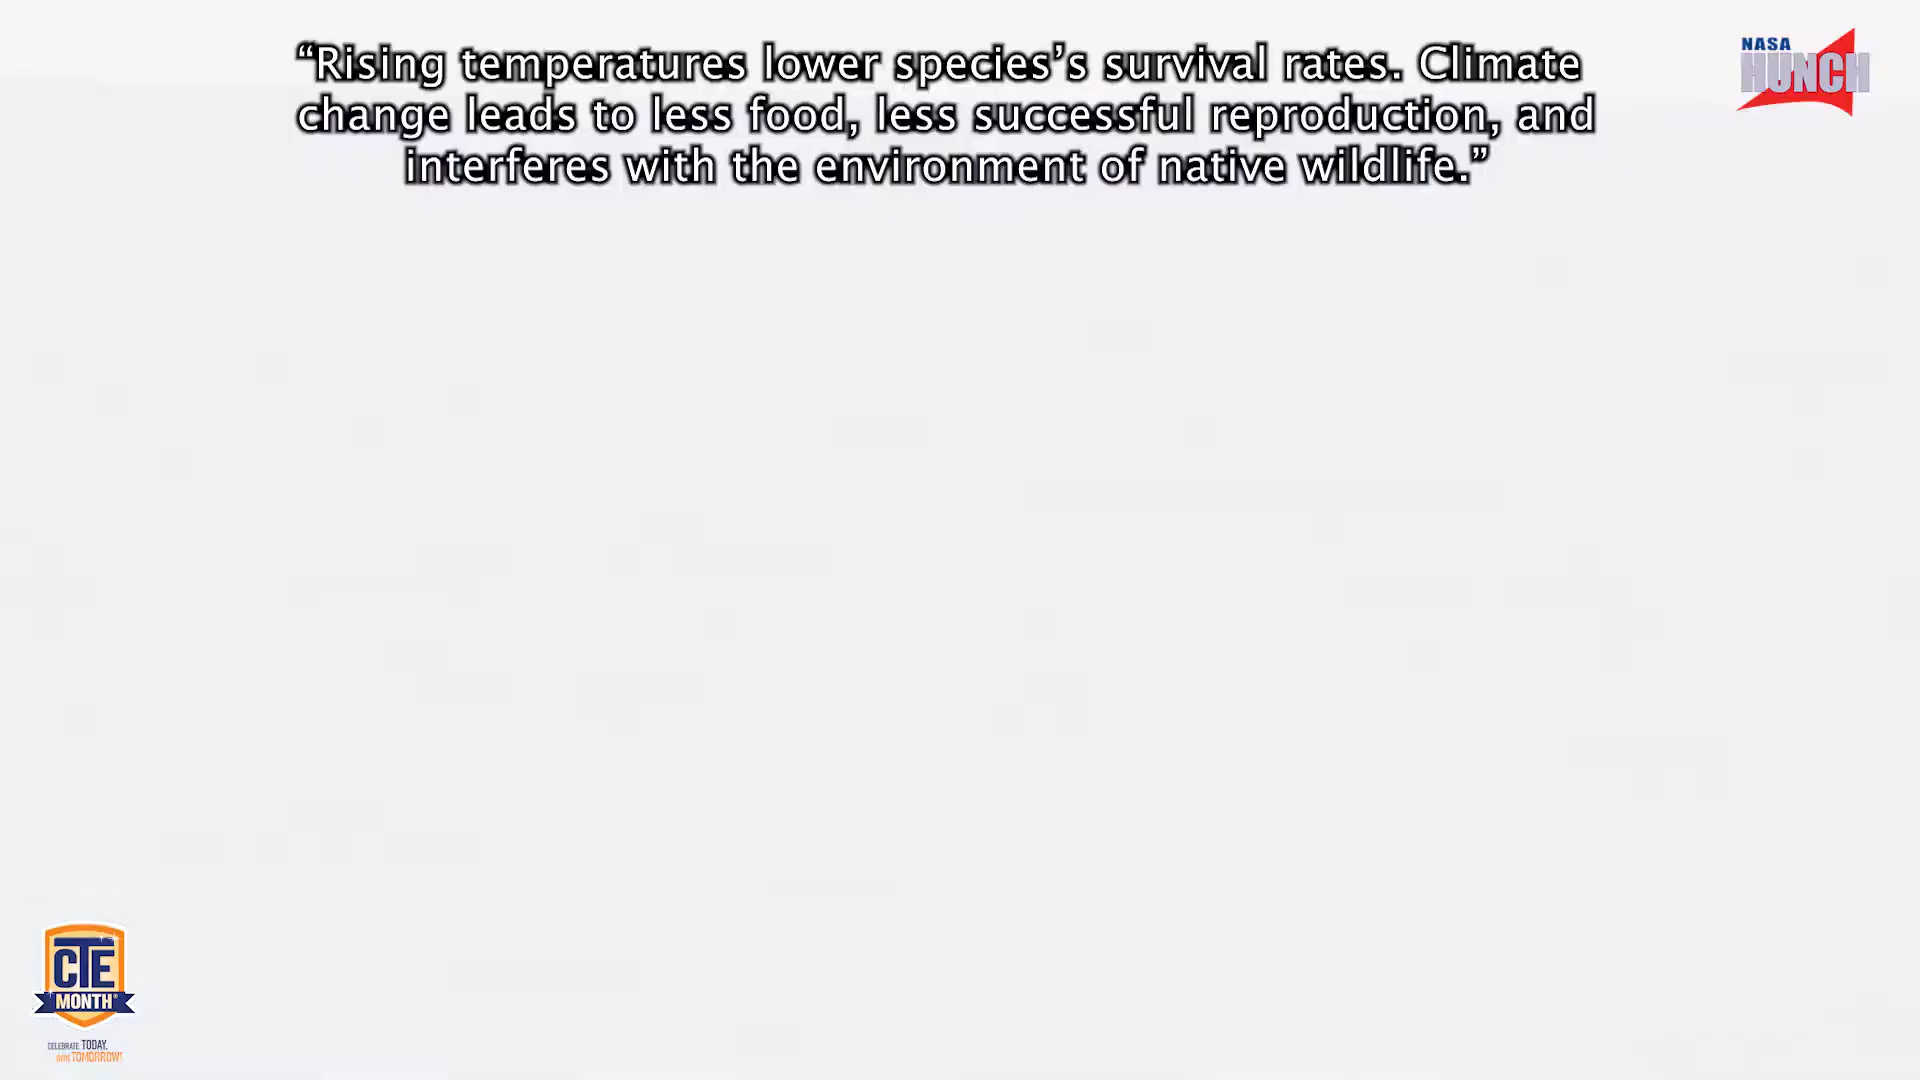 “Rising temperatures lower species’s survival rates. Climate
change leads to less food, less successful reproduction, and
interferes with the environment of native wildlife.”
NASA
HUNCH
CTE
MONTH®
CELEBRATE TODAY,
OWN TOMORROW!